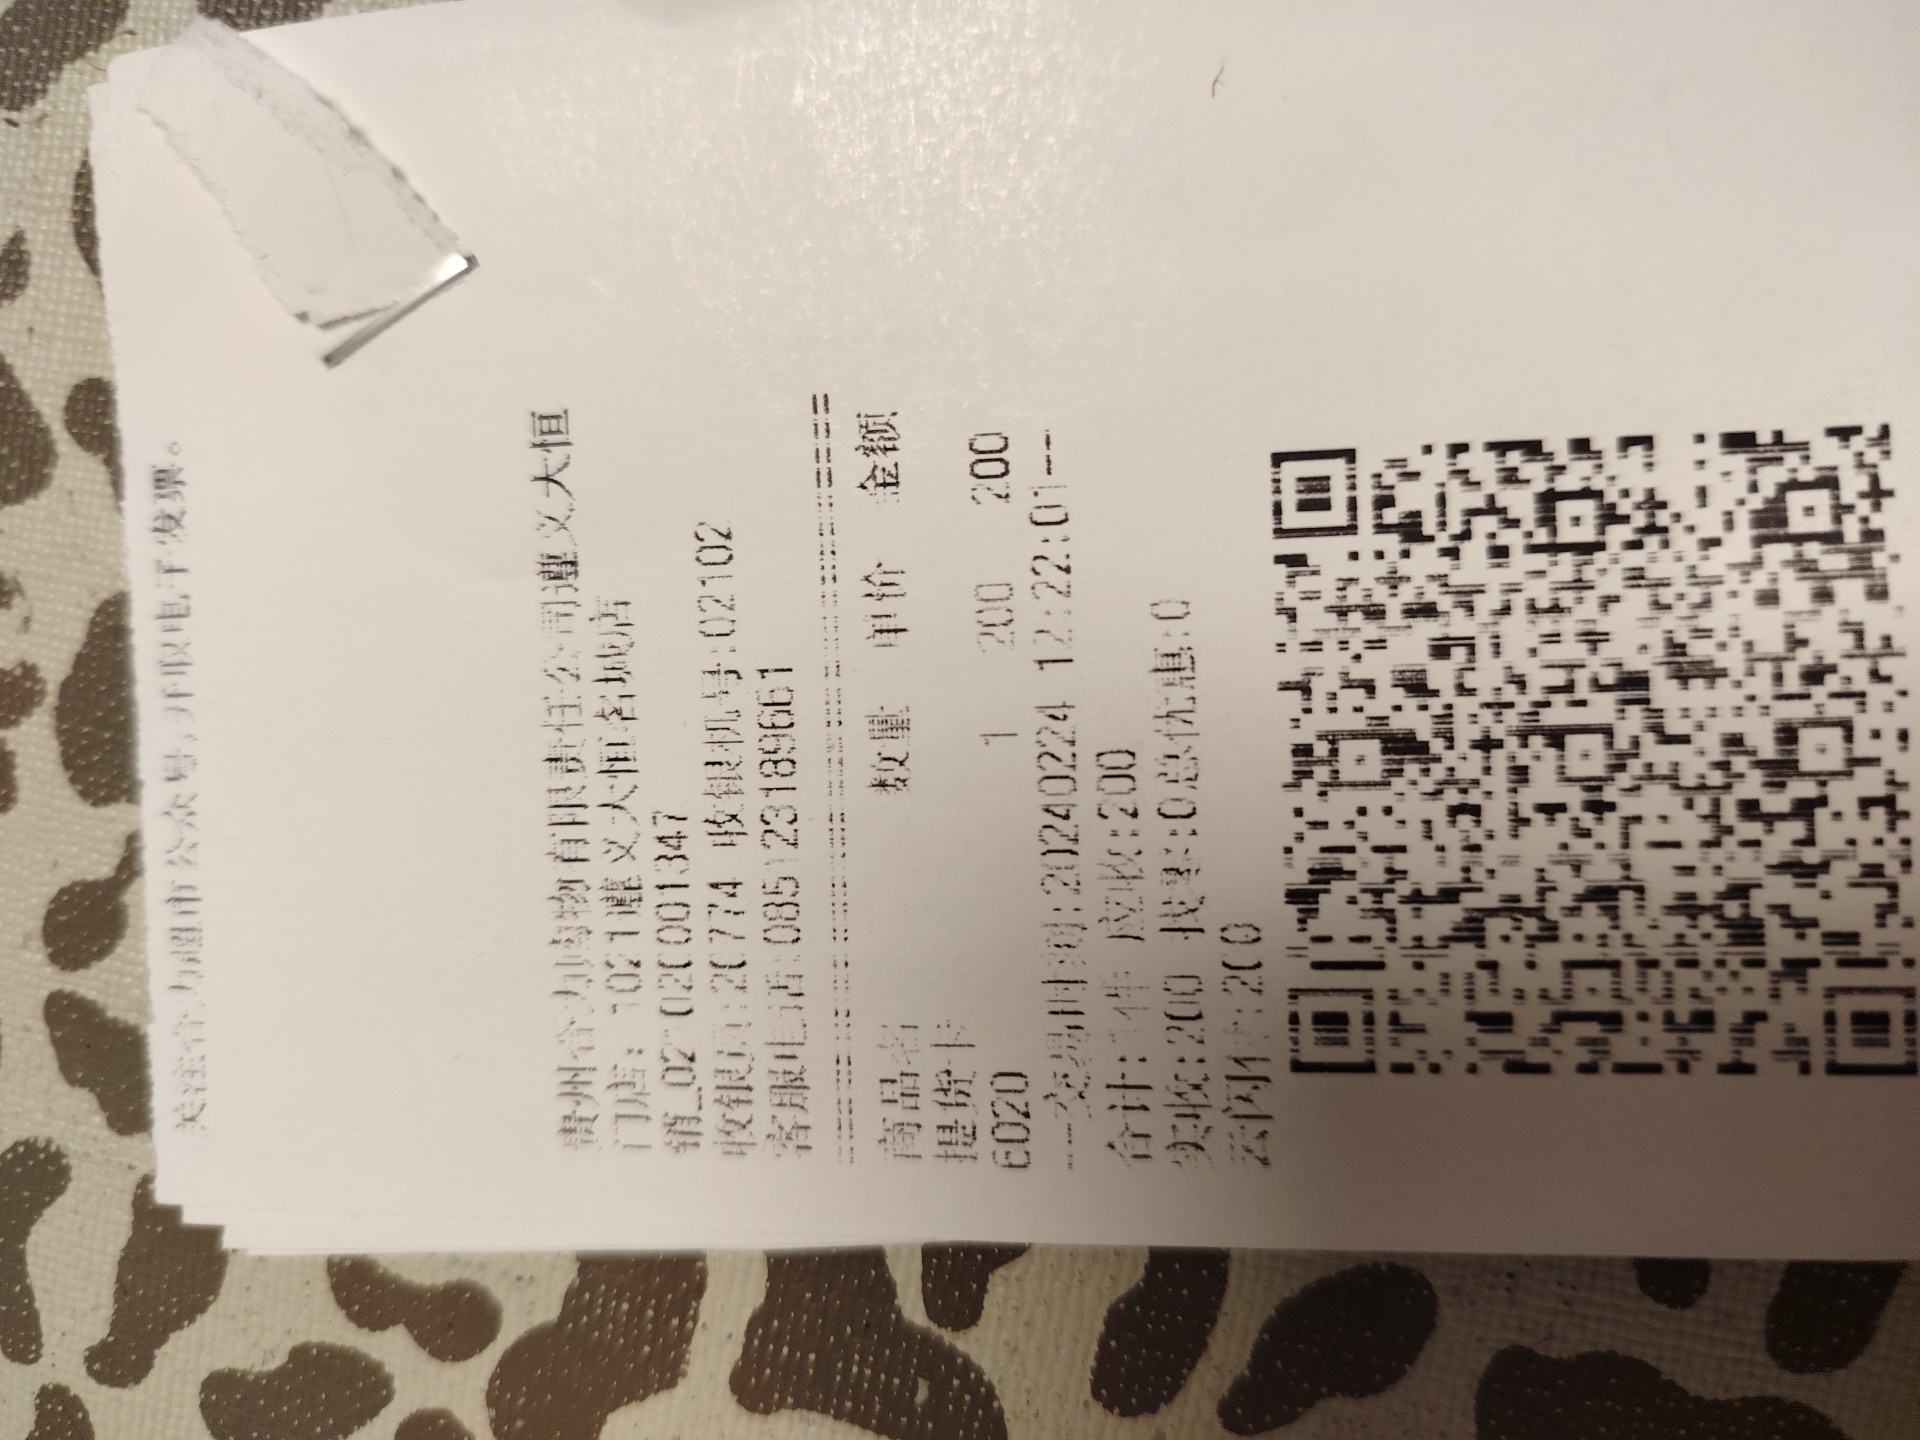 关注合力超市公众号,开取电子发票。
贵州合力购物有限责任公司遵义大恒
门店: 1021遵义大恒名城店
销_021020001347
收银员:20774 收银机号:02102
客服电话:085123189661
商品名 数量 单价 金额
提货卡
6020 1 200 200
--交易时间:20240224 12:22:01--
合计:1件 应收:200
实收:200 找零:0总优惠:0
云闪付:200